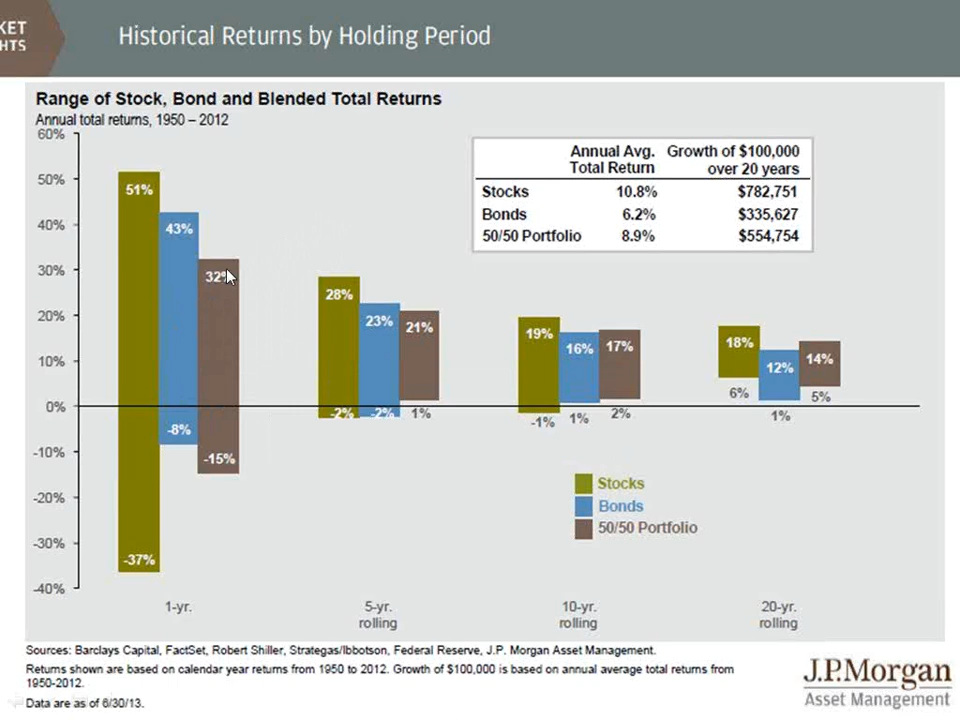 KET
HTS
Historical Returns by Holding Period
Range of Stock, Bond and Blended Total Returns
Annual total returns, 1950 – 2012
60%
50%
40%
30%
20%
10%
0%
-10%
-20%
-30%
-40%
Annual Avg. Growth of $100,000
Total Return over 20 years
Stocks 10.8% $782,751
Bonds 6.2% $335,627
50/50 Portfolio 8.9% $554,754
51%
43%
32%
-8%
-15%
-37%
28%
23%
21%
-2%
-2%
1%
19%
16%
17%
-1%
1%
2%
18%
12%
14%
6%
1%
5%
Stocks
Bonds
50/50 Portfolio
1-yr.
5-yr.
rolling
10-yr.
rolling
20-yr.
rolling
Sources: Barclays Capital, FactSet, Robert Shiller, Strategas/Ibbotson, Federal Reserve, J.P. Morgan Asset Management.
Returns shown are based on calendar year returns from 1950 to 2012. Growth of $100,000 is based on annual average total returns from
1950-2012.
Data are as of 6/30/13.
J.P.Morgan
Asset Management